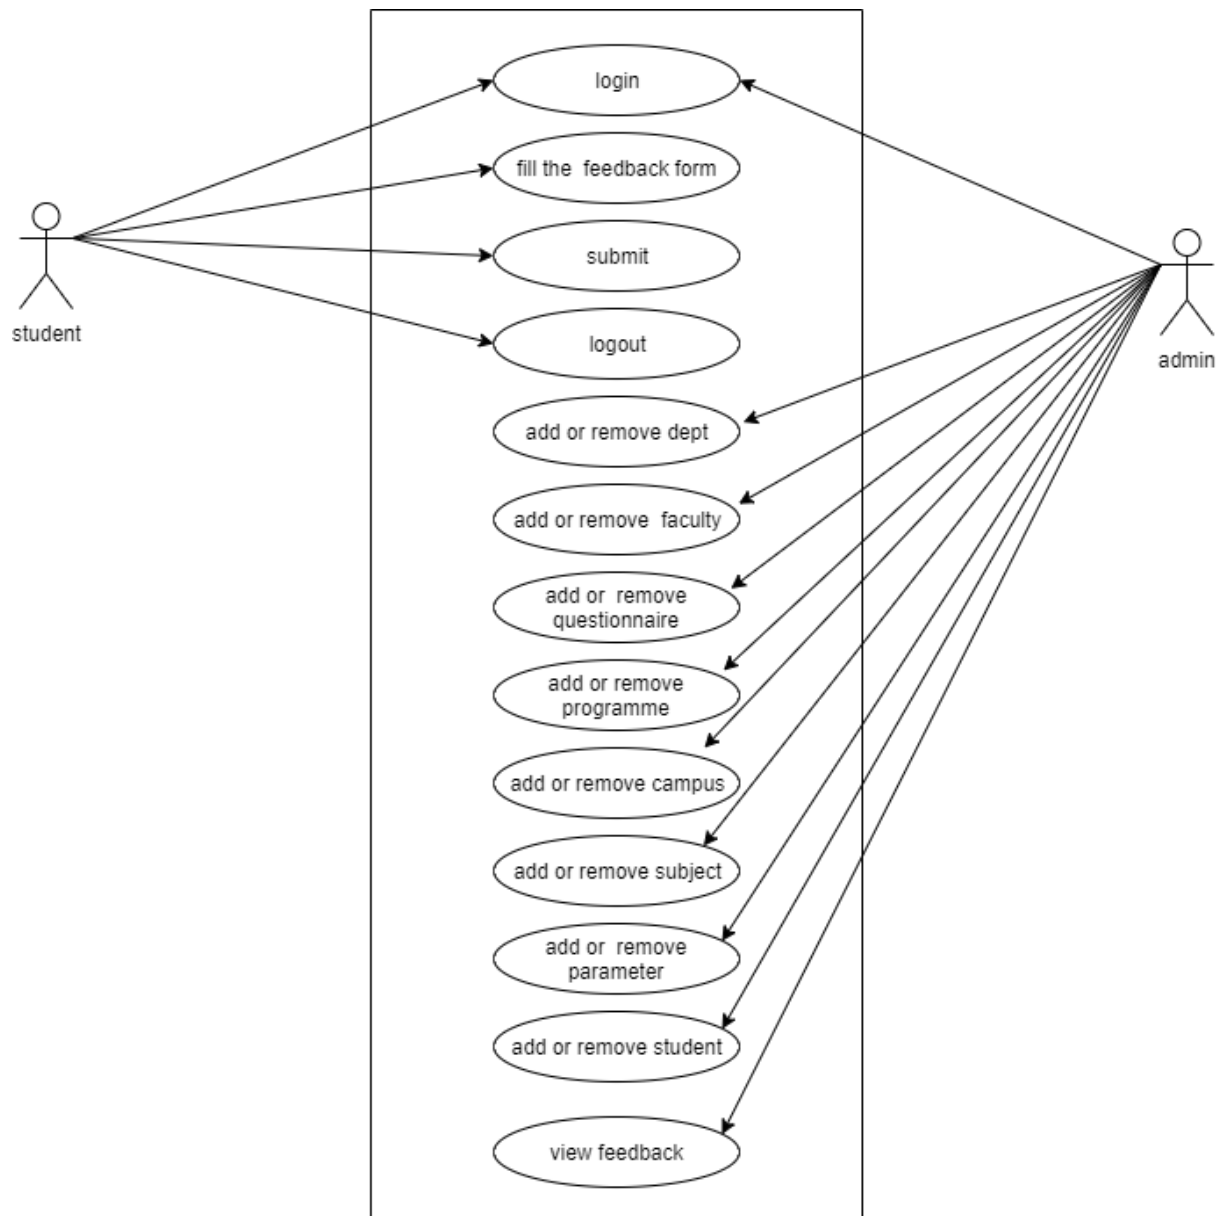 login
fill the  feedback form
submit
logout
student
admin
add or remove dept
add or remove  faculty
add or  remove
questionnaire
add or remove
programme
add or remove campus
add or remove subject
add or  remove
parameter
add or remove student
view feedback